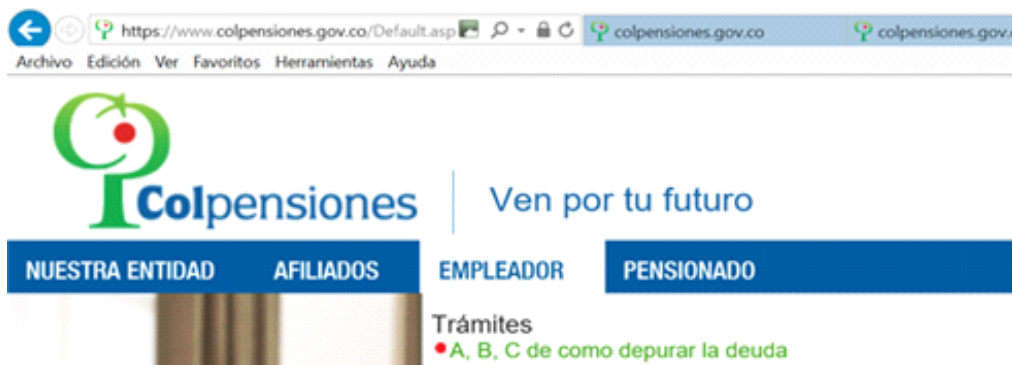 https://www.colpensiones.gov.co/Default.asp colpensiones.gov.co colpensiones.gov.
Archivo Edición Ver Favoritos Herramientas Ayuda
Colpensiones Ven por tu futuro
NUESTRA ENTIDAD AFILIADOS EMPLEADOR PENSIONADO
Trámites
A, B, C de como depurar la deuda